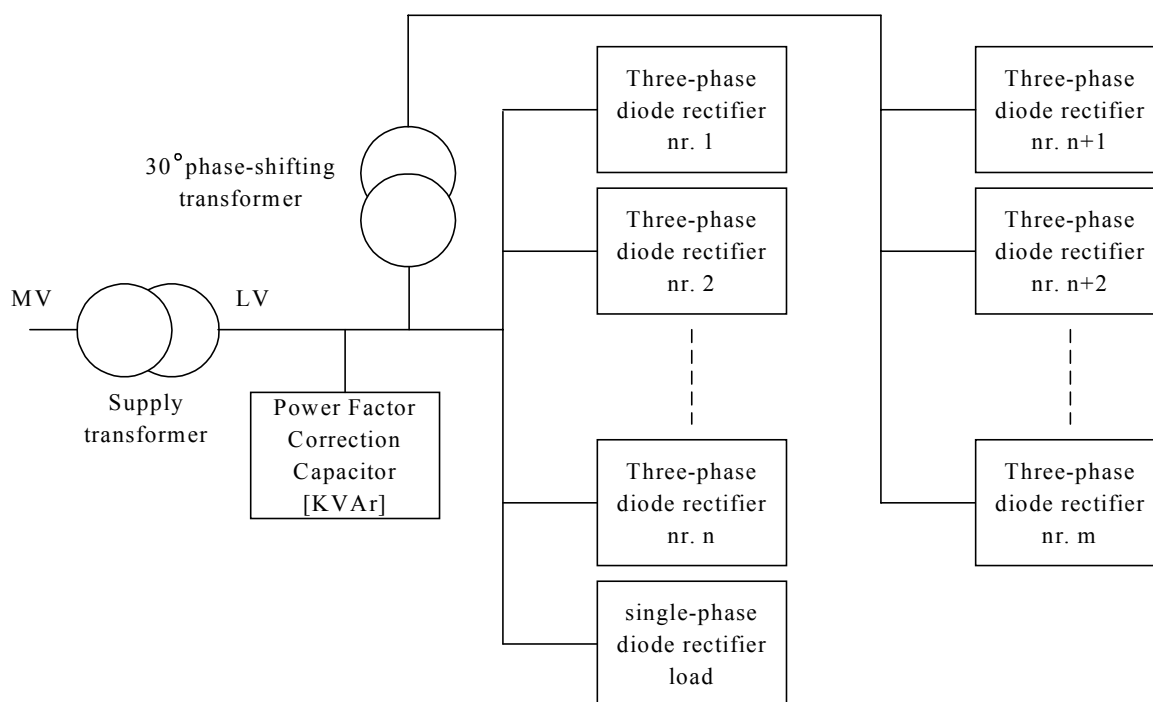 Three-phase
diode rectifier
nr. 1
Three-phase
diode rectifier
nr. n+1
30° phase-shifting
transformer
Three-phase
diode rectifier
nr. 2
Three-phase
diode rectifier
nr. n+2
MV
LV
Supply
transformer
Power Factor
Correction
Capacitor
[KVAr]
Three-phase
diode rectifier
nr. n
Three-phase
diode rectifier
nr. m
single-phase
diode rectifier
load